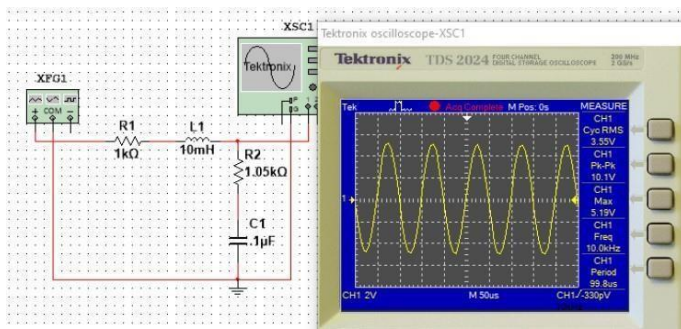 Tektronix oscilloscope-XSC1
XSC1
Tektronix
P
G
XFG1
+ COM −
R1
1kΩ
L1
10mH
R2
1.05kΩ
C1
.1µF
Tektronix TDS 2024 FOUR CHANNEL
DIGITAL STORAGE OSCILLOSCOPE
200 MHz
2 GS/s
Tek Acq Complete M Pos: 0s MEASURE
CH1
Cyc RMS
3.55V
CH1
Pk-Pk
10.1V
CH1
Max
5.19V
CH1
Freq
10.0kHz
CH1
Period
99.8us
1
CH1 2V M 50us CH1/-330pV